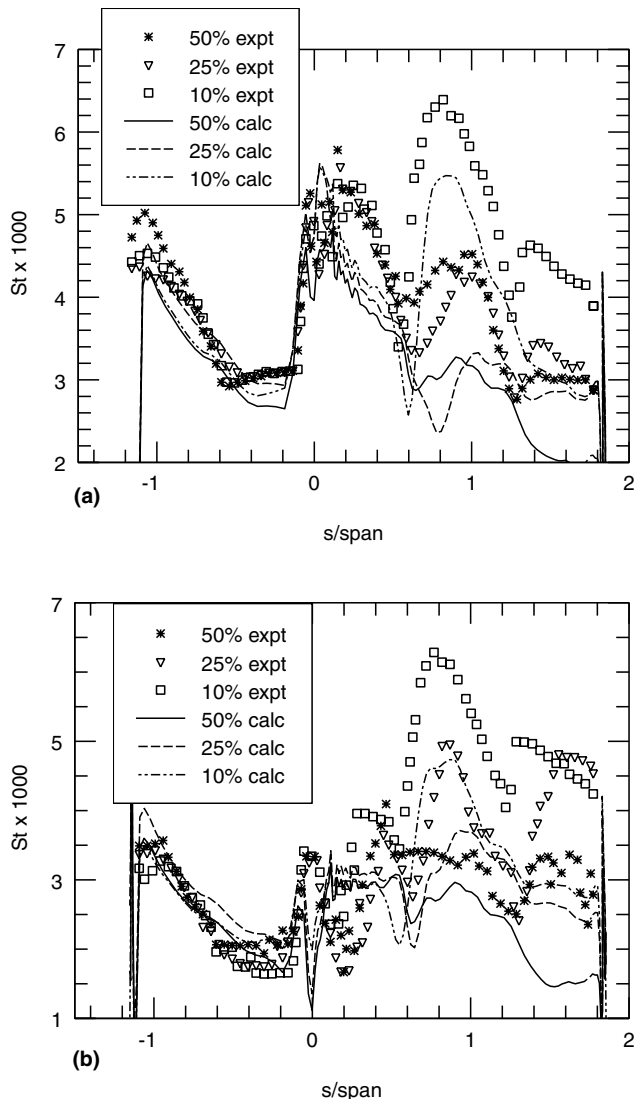 7
6
5
4
3
2
St x 1000
50% expt
25% expt
10% expt
50% calc
25% calc
10% calc
-1
0
1
2
(a)
s/span
7
5
3
1
St x 1000
50% expt
25% expt
10% expt
50% calc
25% calc
10% calc
-1
0
1
2
(b)
s/span